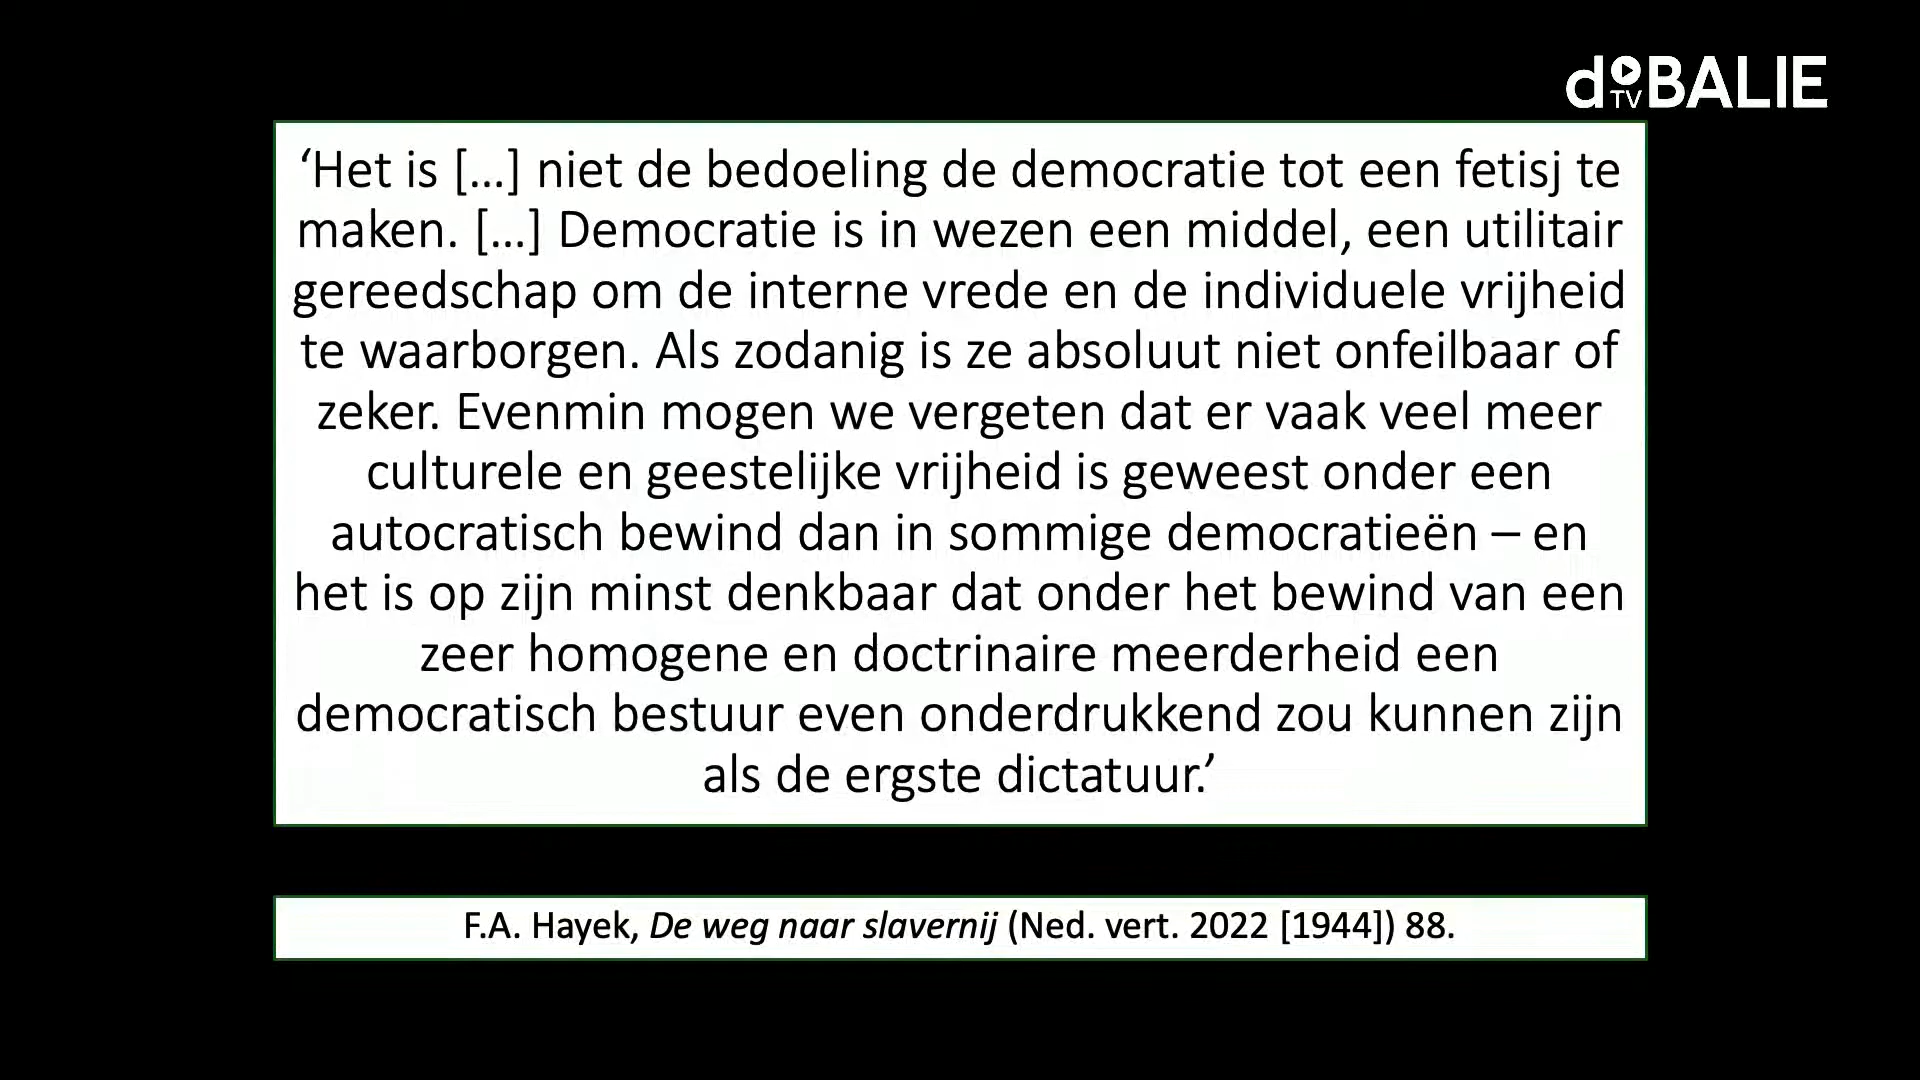 deTV BALIE
‘Het is […] niet de bedoeling de democratie tot een fetisj te
maken. […] Democratie is in wezen een middel, een utilitair
gereedschap om de interne vrede en de individuele vrijheid
te waarborgen. Als zodanig is ze absoluut niet onfeilbaar of
zeker. Evenmin mogen we vergeten dat er vaak veel meer
culturele en geestelijke vrijheid is geweest onder een
autocratisch bewind dan in sommige democratieën – en
het is op zijn minst denkbaar dat onder het bewind van een
zeer homogene en doctrinaire meerderheid een
democratisch bestuur even onderdrukkend zou kunnen zijn
als de ergste dictatuur.’
F.A. Hayek, De weg naar slavernij (Ned. vert. 2022 [1944]) 88.